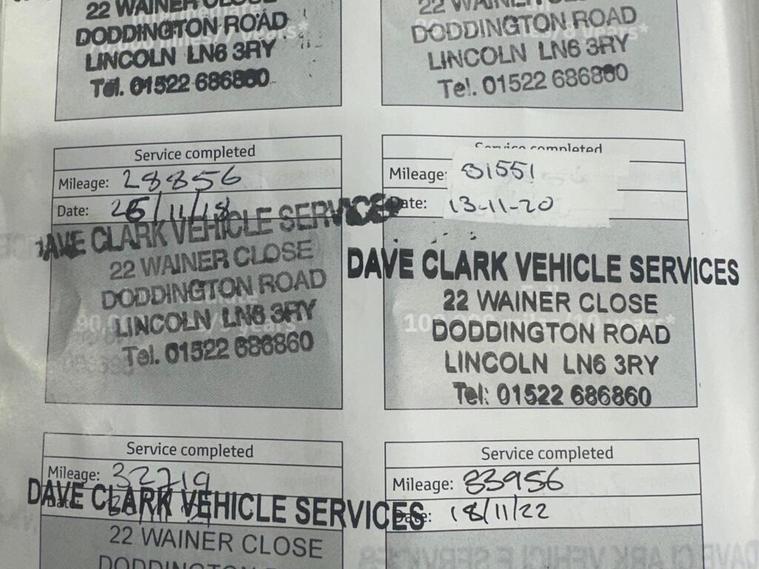 22 WAINER CLOSE
DODDINGTON ROAD
LINCOLN LN6 3RY
Tel. 01522 686860
22 WAINER
DODDINGTON ROAD
LINCOLN LN6 3RY
Tel. 01522 686860
Service completed
Mileage: 28856
Date: 26/11/18
DAVE CLARK VEHICLE SERVICES
22 WAINER CLOSE
DODDINGTON ROAD
LINCOLN LN6 3RY
Tel. 01522 686860
Service completed
Mileage: 31551
Date: 13-11-20
DAVE CLARK VEHICLE SERVICES
22 WAINER CLOSE
DODDINGTON ROAD
LINCOLN LN6 3RY
Tel: 01522 686860
Service completed
Mileage: 32719
DAVE CLARK VEHICLE SERVICES
22 WAINER CLOSE
DODDINGTON
Service completed
Mileage: 33956
Date: 18/11/22